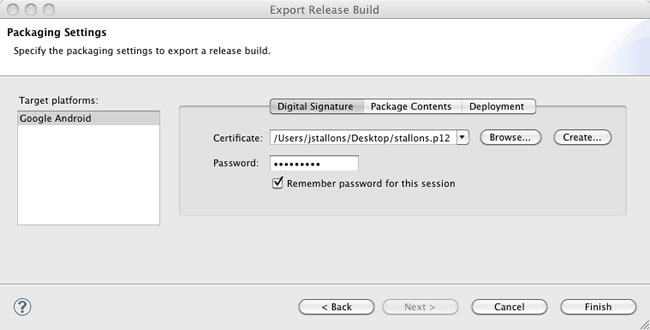 Export Release Build
Packaging Settings
Specify the packaging settings to export a release build.
Target platforms:
Google Android
Digital Signature Package Contents Deployment
Certificate: /Users/jstallons/Desktop/stallons.p12 Browse... Create...
Password: •••••••••
Remember password for this session
? < Back Next > Cancel Finish